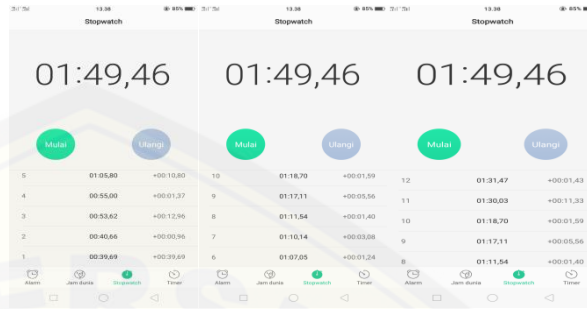 13.38 85%
Stopwatch
01:49,46
Mulai Ulangi
5 01:05,80 +00:10,80
4 00:55,00 +00:01,37
3 00:53,62 +00:12,96
2 00:40,66 +00:00,96
1 00:39,69 +00:39,69
Alarm Jam dunia Stopwatch Timer
13.38 85%
Stopwatch
01:49,46
Mulai Ulangi
10 01:18,70 +00:01,59
9 01:17,11 +00:05,56
8 01:11,54 +00:01,40
7 01:10,14 +00:03,08
6 01:07,05 +00:01,24
Alarm Jam dunia Stopwatch Timer
13.38 85%
Stopwatch
01:49,46
Mulai Ulangi
12 01:31,47 +00:01,43
11 01:30,03 +00:11,33
10 01:18,70 +00:01,59
9 01:17,11 +00:05,56
8 01:11,54 +00:01,40
Alarm Jam dunia Stopwatch Timer